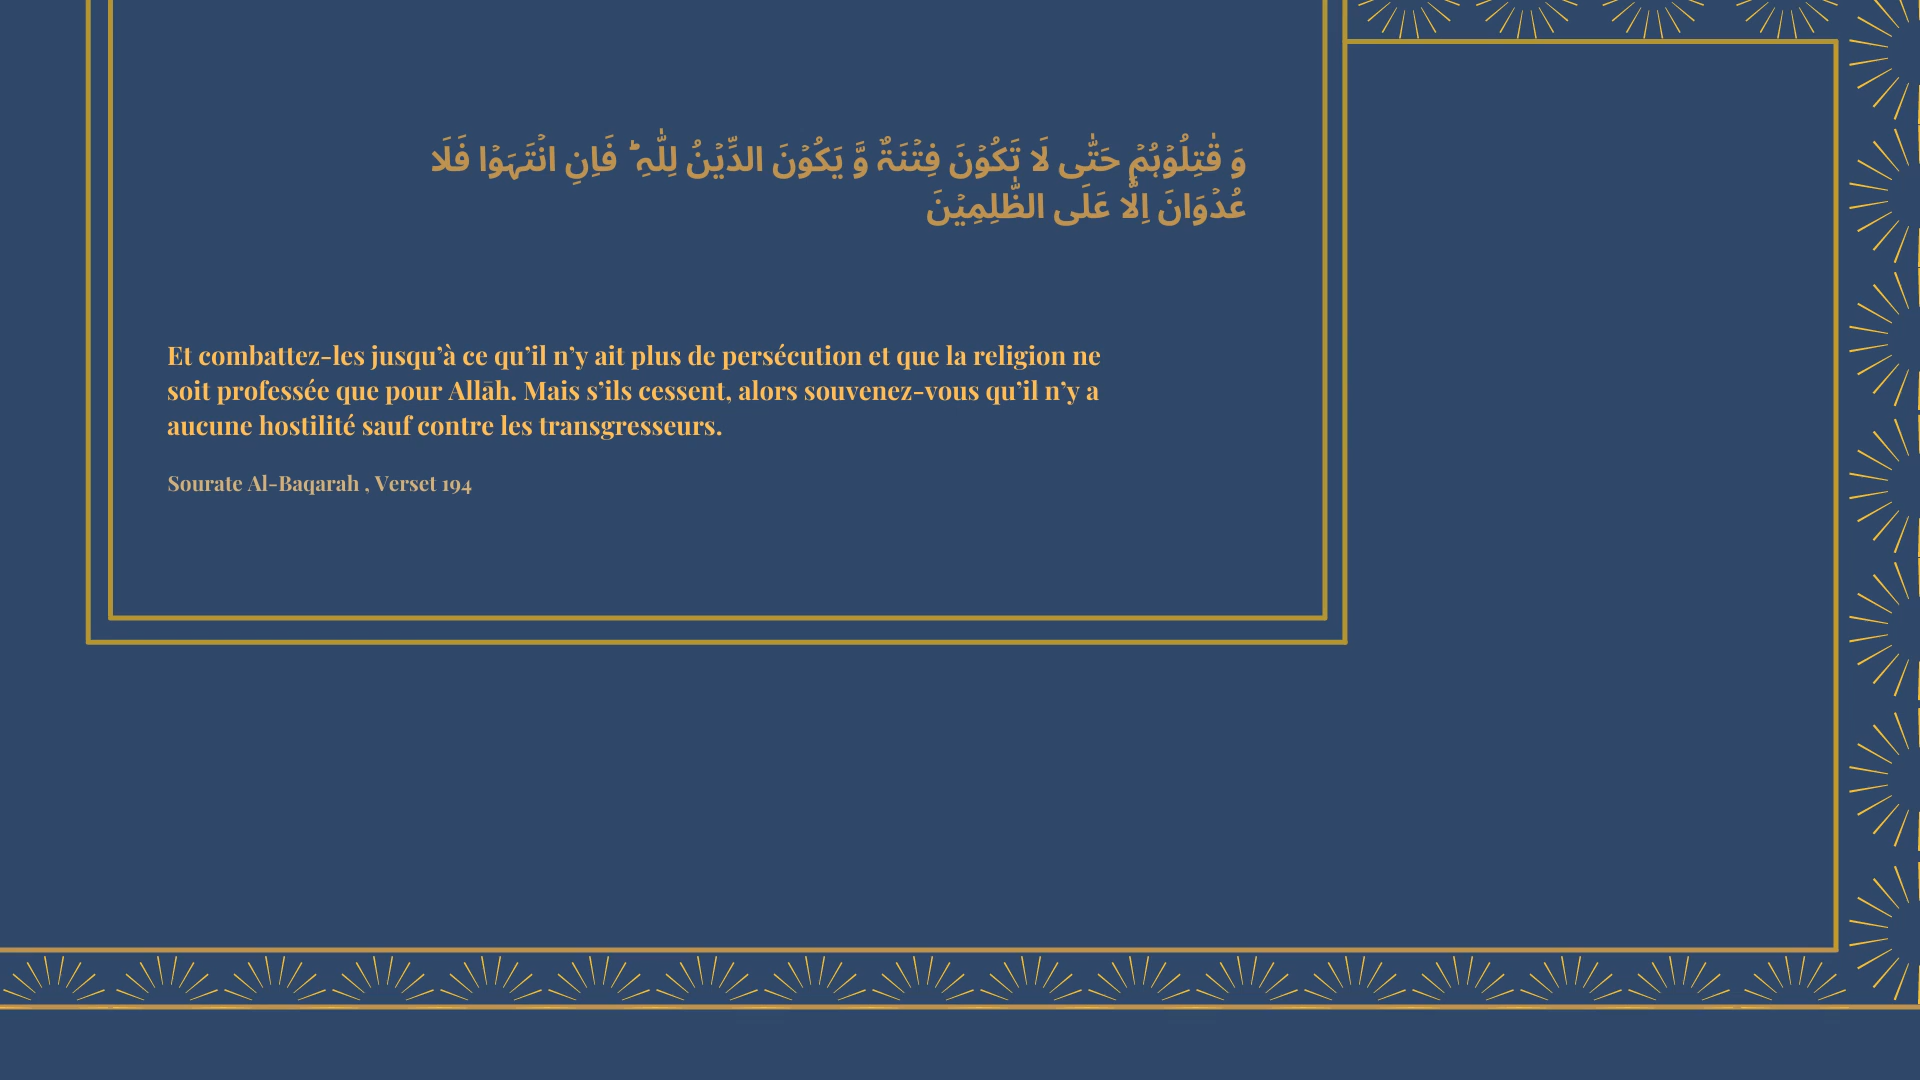 وَ قٰتِلُوۡہُمۡ حَتّٰی لَا تَکُوۡنَ فِتۡنَۃٌ وَّ یَکُوۡنَ الدِّیۡنُ لِلّٰہِ ؕ فَاِنِ انۡتَہَوۡا فَلَا
عُدۡوَانَ اِلَّا عَلَی الظّٰلِمِیۡنَ
Et combattez-les jusqu’à ce qu’il n’y ait plus de persécution et que la religion ne
soit professée que pour Allāh. Mais s’ils cessent, alors souvenez-vous qu’il n’y a
aucune hostilité sauf contre les transgresseurs.
Sourate Al-Baqarah , Verset 194